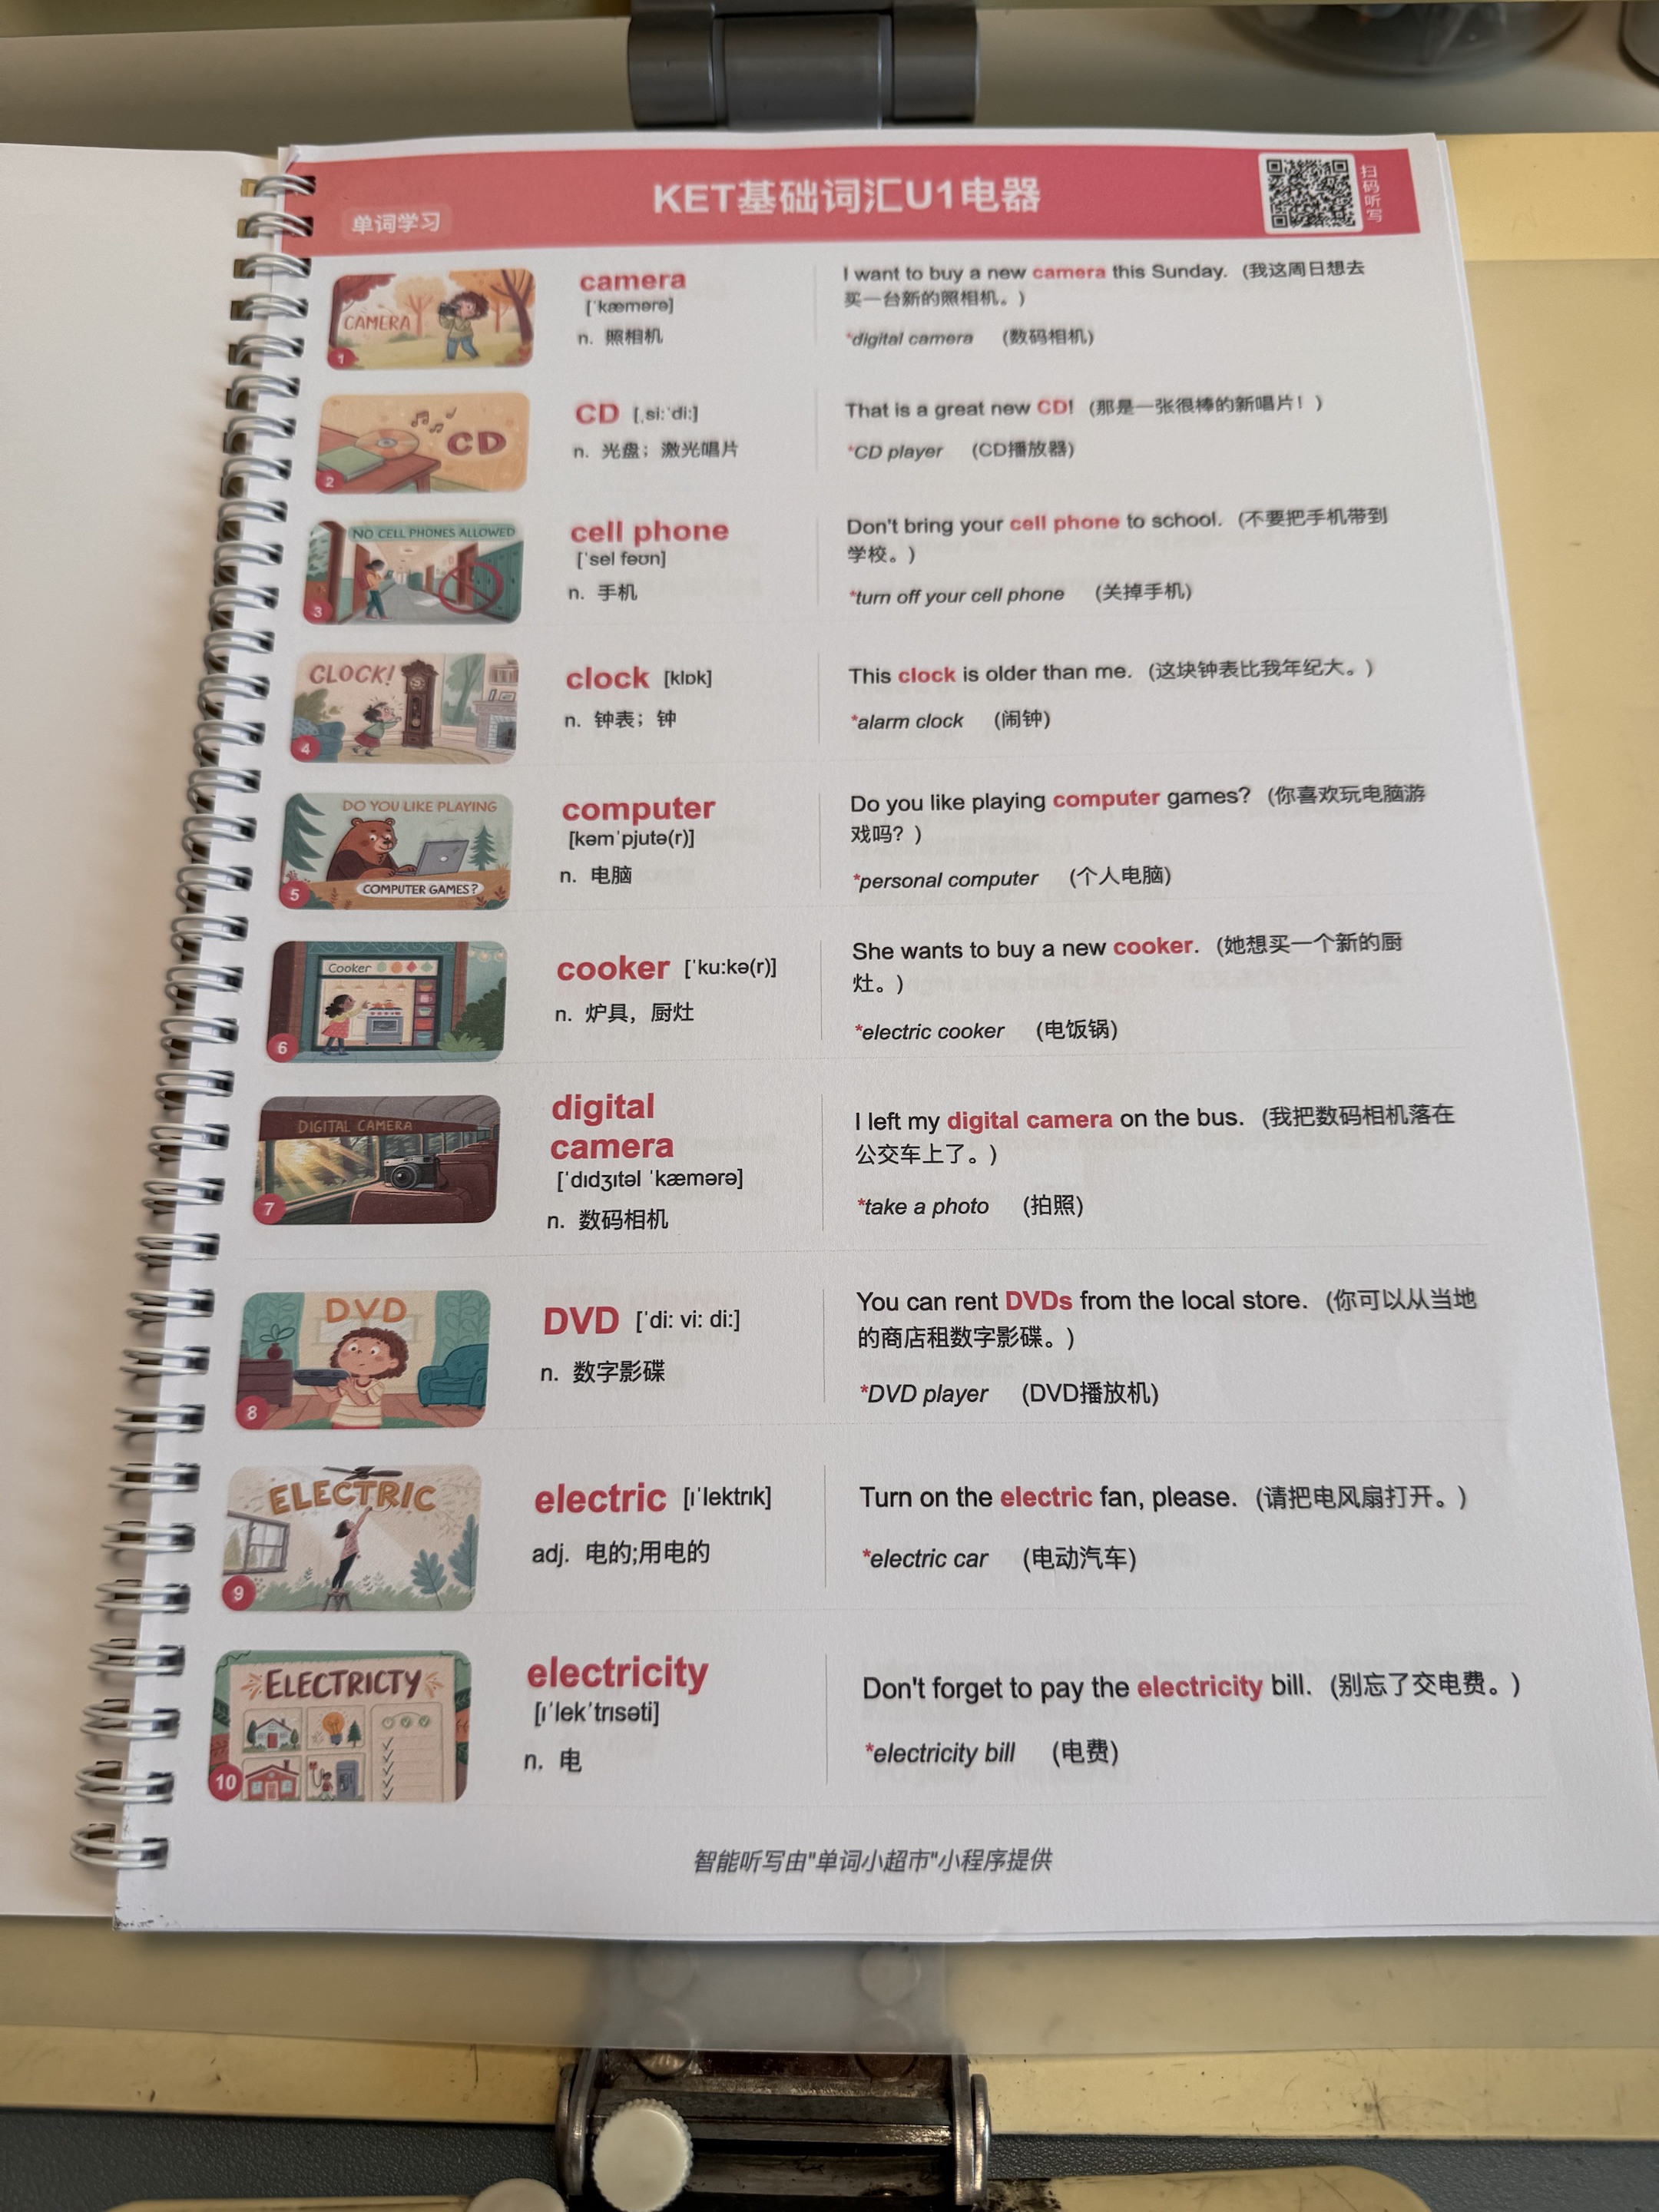 KET基础词汇U1电器
单词学习
扫码听写
CAMERA
1
camera
[ˈkæmərə]
n. 照相机
I want to buy a new camera this Sunday. (我这周日想去
买一台新的照相机。)
*digital camera (数码相机)
CD
2
CD [ˌsiːˈdiː]
n. 光盘；激光唱片
That is a great new CD! (那是一张很棒的新唱片！)
*CD player (CD播放器)
NO CELL PHONES ALLOWED
3
cell phone
[ˈsel fəʊn]
n. 手机
Don't bring your cell phone to school. (不要把手机带到
学校。)
*turn off your cell phone (关掉手机)
CLOCK!
4
clock [klɒk]
n. 钟表；钟
This clock is older than me. (这块钟表比我年纪大。)
*alarm clock (闹钟)
DO YOU LIKE PLAYING
COMPUTER GAMES?
5
computer
[kəmˈpjutə(r)]
n. 电脑
Do you like playing computer games? (你喜欢玩电脑游
戏吗？)
*personal computer (个人电脑)
Cooker
6
cooker [ˈkuːkə(r)]
n. 炉具，厨灶
She wants to buy a new cooker. (她想买一个新的厨
灶。)
*electric cooker (电饭锅)
DIGITAL CAMERA
7
digital
camera
[ˈdɪdʒɪtəl ˈkæmərə]
n. 数码相机
I left my digital camera on the bus. (我把数码相机落在
公交车上了。)
*take a photo (拍照)
DVD
8
DVD [ˈdiː viː diː]
n. 数字影碟
You can rent DVDs from the local store. (你可以从当地
的商店租数字影碟。)
*DVD player (DVD播放机)
ELECTRIC
9
electric [ɪˈlektrɪk]
adj. 电的;用电的
Turn on the electric fan, please. (请把电风扇打开。)
*electric car (电动汽车)
ELECTRICTY
10
electricity
[ɪˈlekˈtrɪsəti]
n. 电
Don't forget to pay the electricity bill. (别忘了交电费。)
*electricity bill (电费)
智能听写由"单词小超市"小程序提供